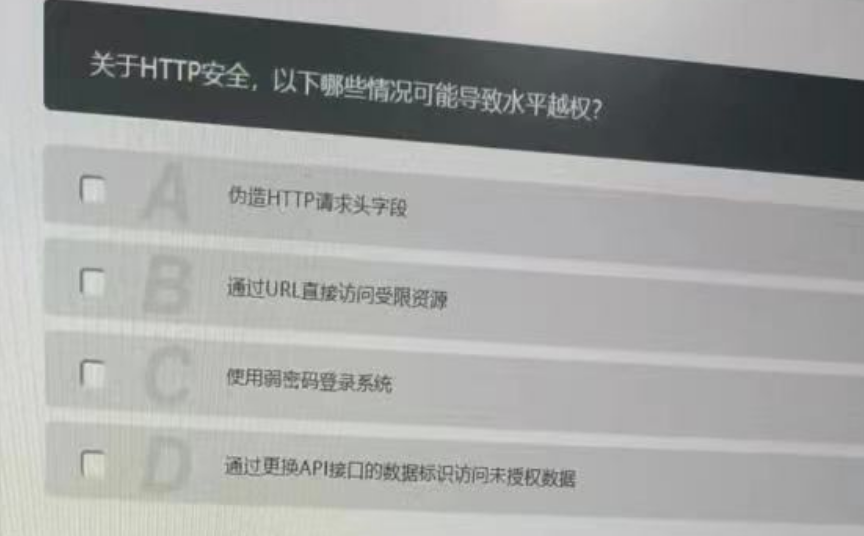 关于HTTP安全，以下哪些情况可能导致水平越权？
A 伪造HTTP请求头字段
B 通过URL直接访问受限资源
C 使用弱密码登录系统
D 通过更换API接口的数据标识访问未授权数据